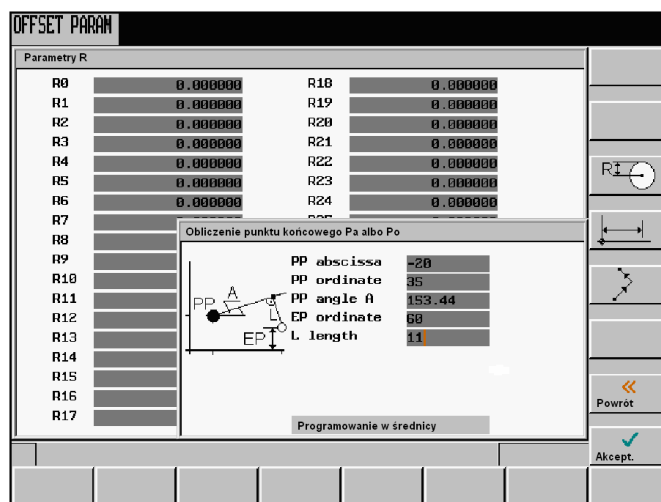 OFFSET PARAM
Parametry R
R0 0.000000 R18 0.000000
R1 0.000000 R19 0.000000
R2 0.000000 R20 0.000000
R3 0.000000 R21 0.000000
R4 0.000000 R22 0.000000
R5 0.000000 R23 0.000000
R6 0.000000 R24 0.000000
R7
R8
R9
R10
R11
R12
R13
R14
R15
R16
R17
Obliczenie punktu końcowego Pa albo Po
PP abscissa -20
PP ordinate 35
PP angle A 153.44
EP ordinate 60
L length 11
PP A L
EP
Programowanie w średnicy
R
Powrót
Akcept.